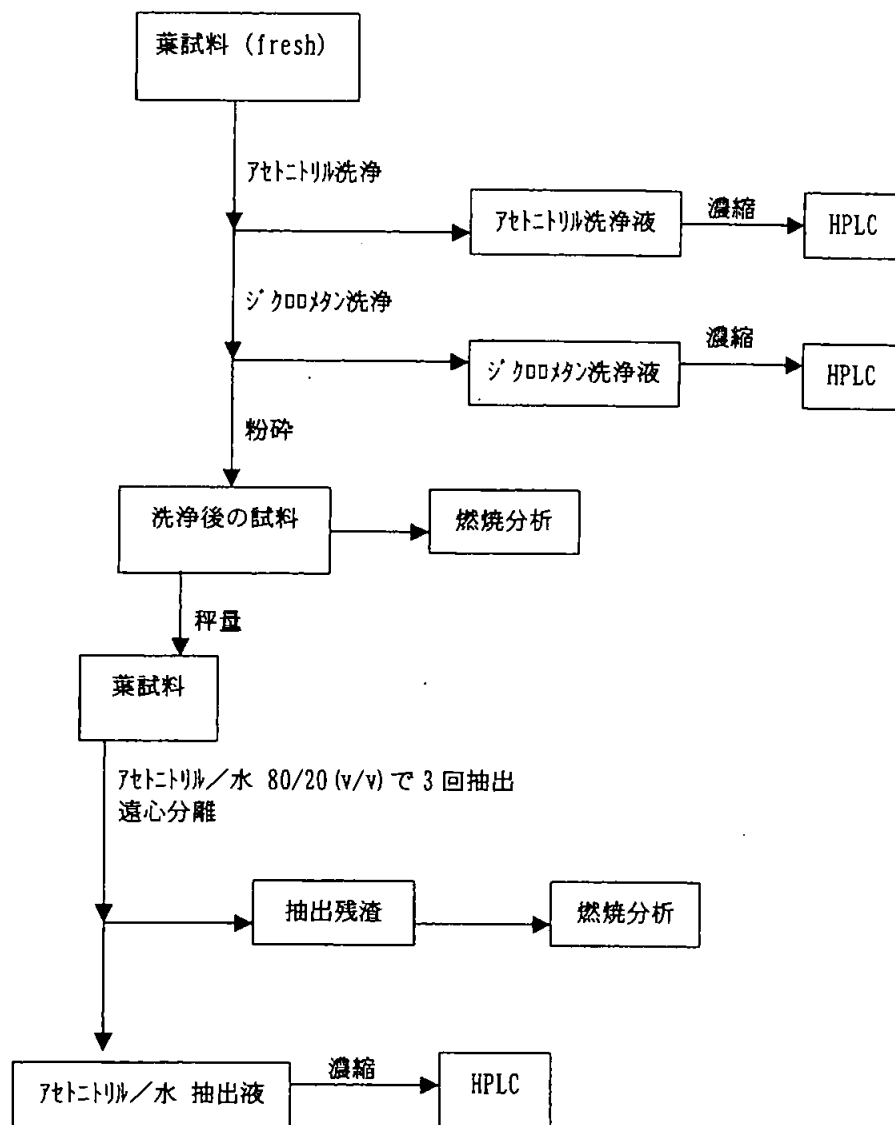 葉試料 (fresh)
アセトニトリル洗浄
アセトニトリル洗浄液
濃縮
HPLC
ジクロロメタン洗浄
ジクロロメタン洗浄液
濃縮
HPLC
粉砕
洗浄後の試料
燃焼分析
秤量
葉試料
アセトニトリル/水 80/20 (v/v) で 3 回抽出
遠心分離
抽出残渣
燃焼分析
アセトニトリル/水 抽出液
濃縮
HPLC